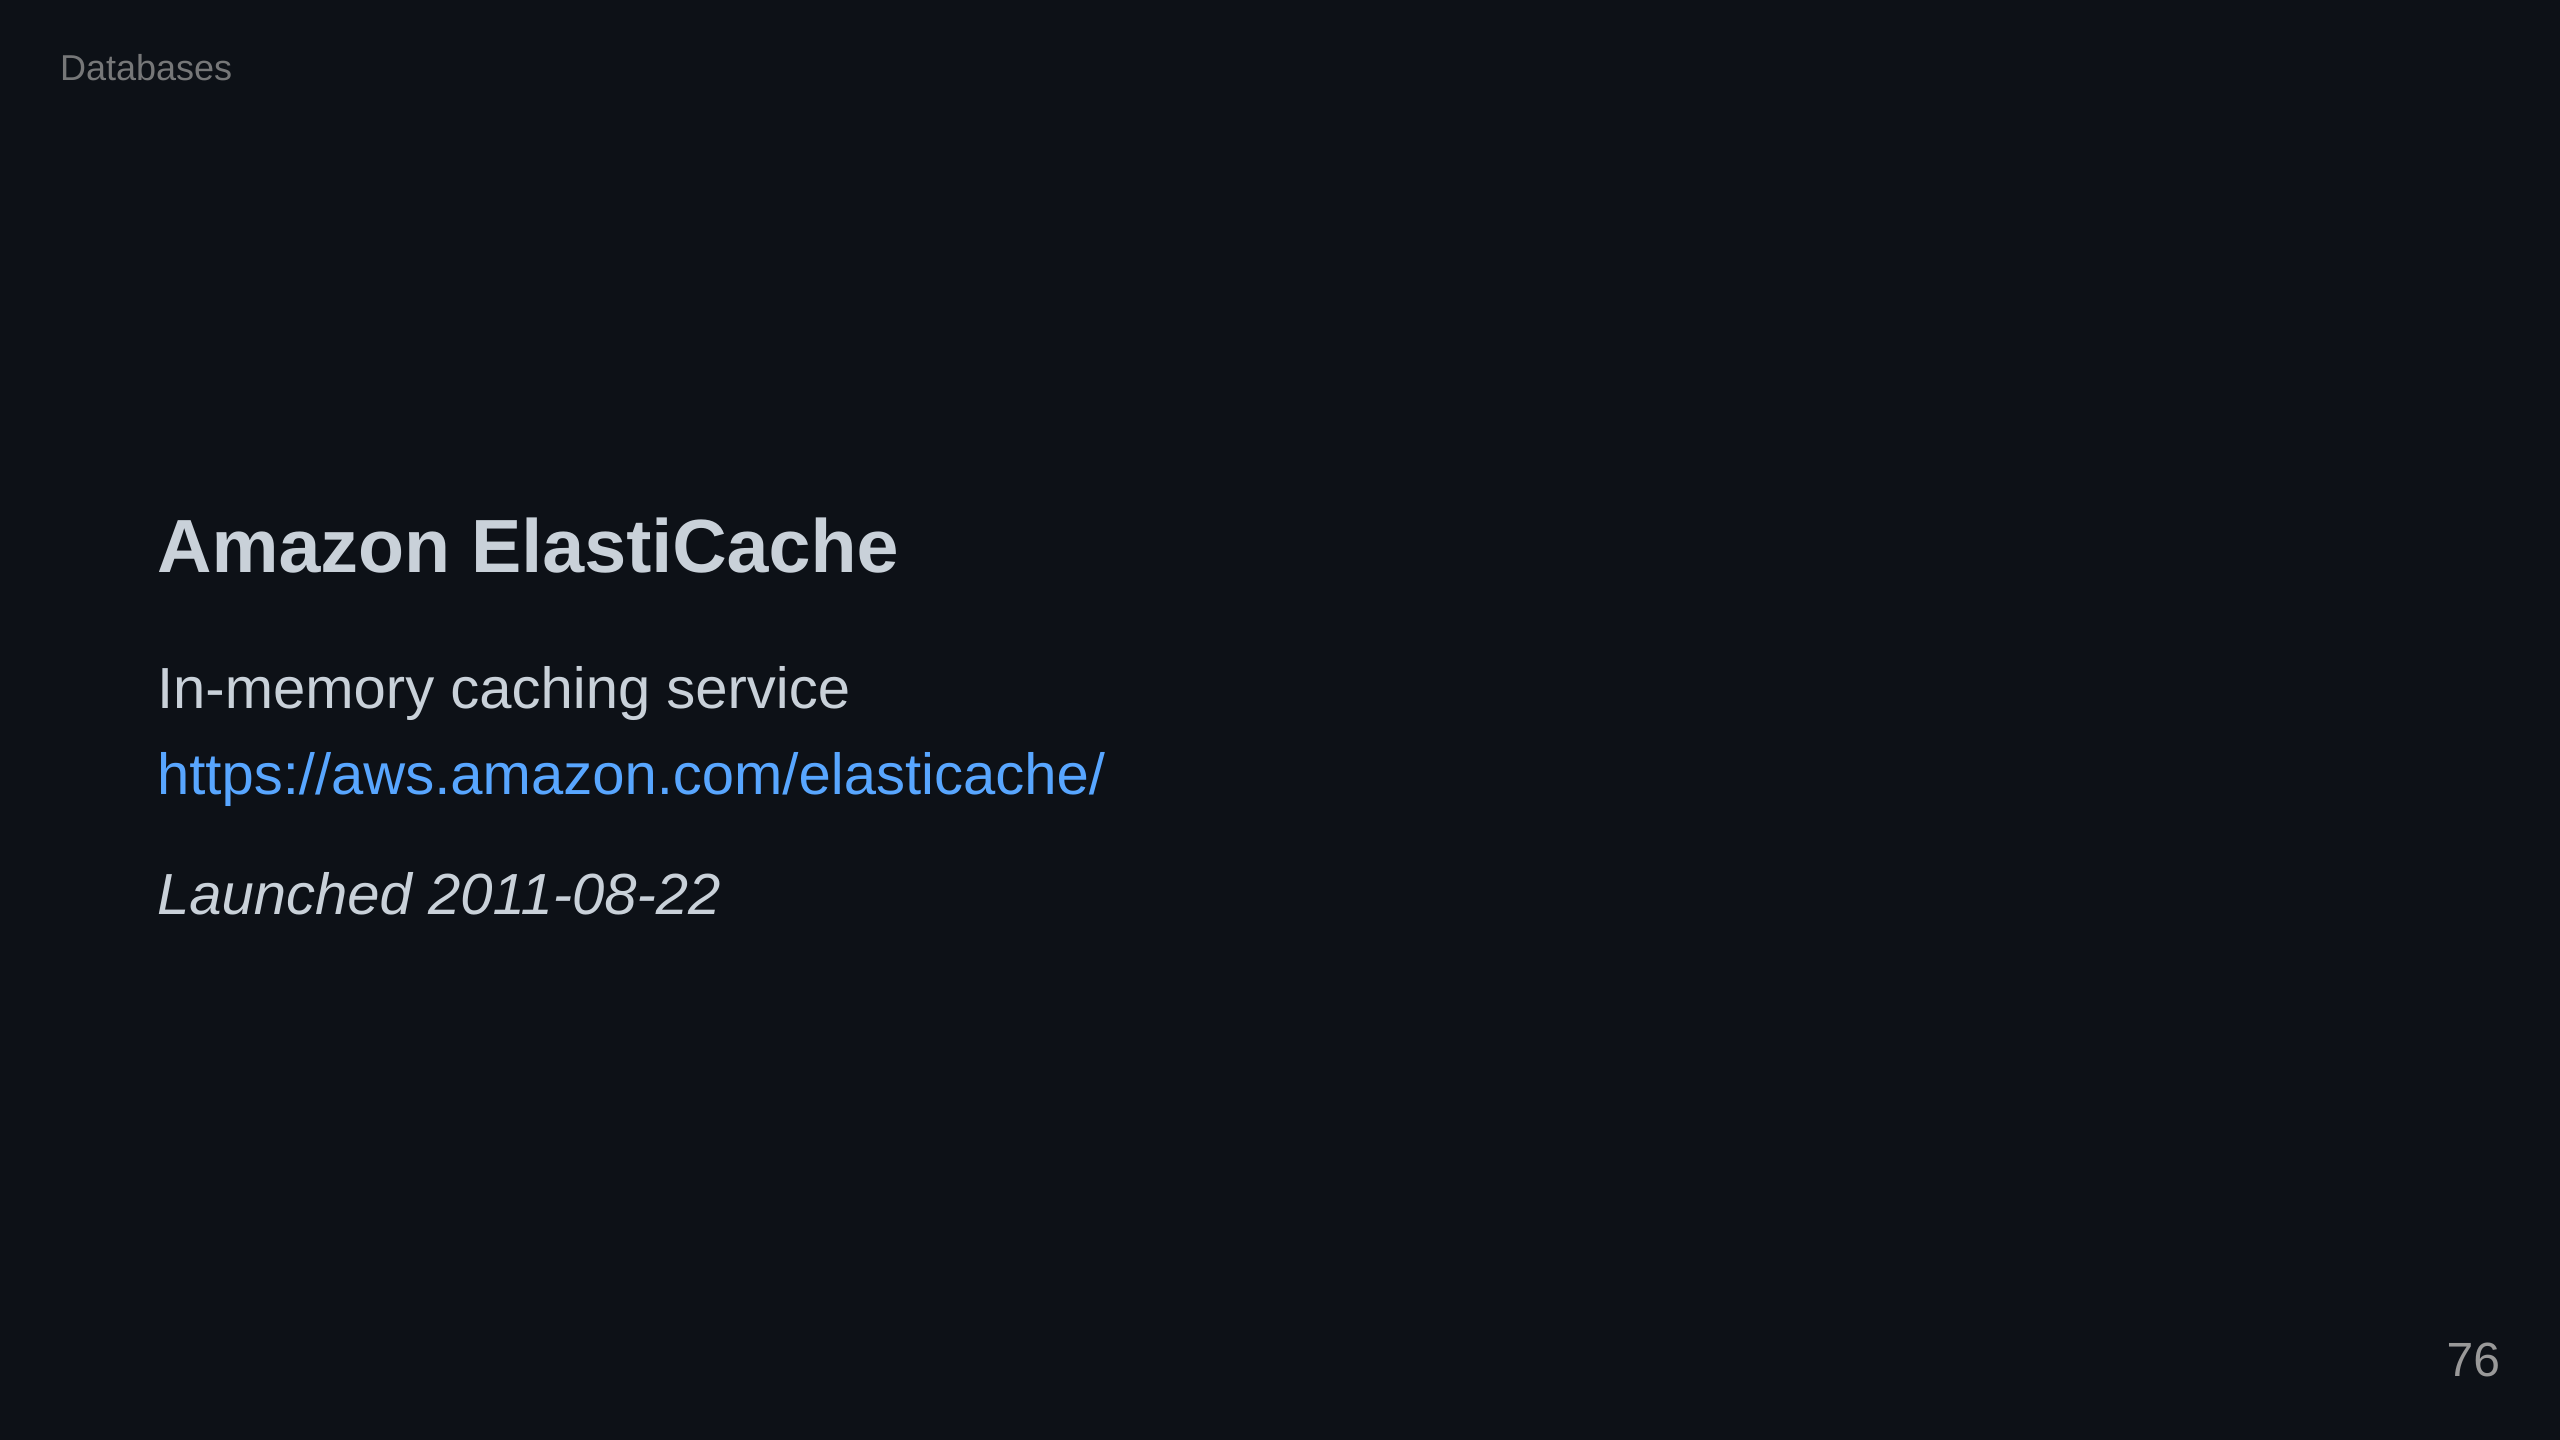 Databases
Amazon ElastiCache
In-memory caching service
https://aws.amazon.com/elasticache/
Launched 2011-08-22
76